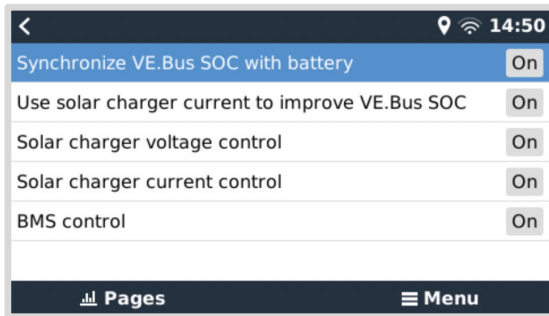 14:50
Synchronize VE.Bus SOC with battery On
Use solar charger current to improve VE.Bus SOC On
Solar charger voltage control On
Solar charger current control On
BMS control On
Pages Menu